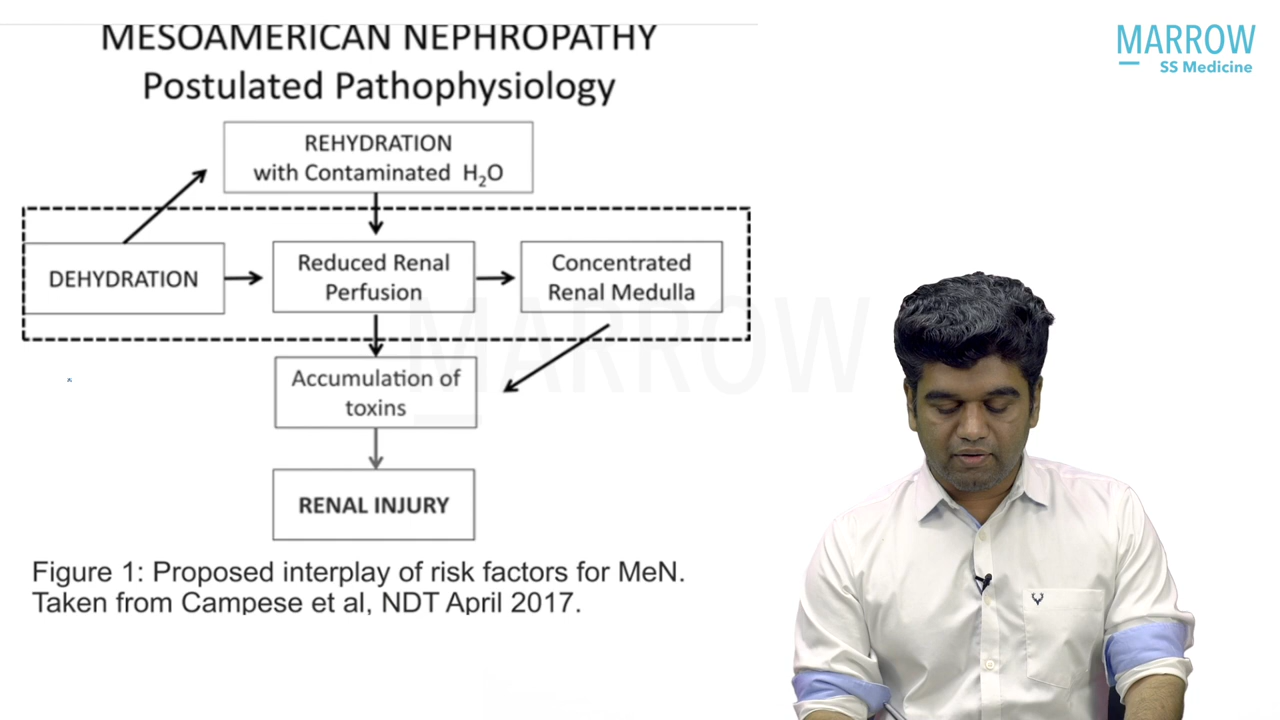 MESOAMERICAN NEPHROPATHY
Postulated Pathophysiology
MARROW
SS Medicine
REHYDRATION
with Contaminated H₂O
DEHYDRATION
Reduced Renal
Perfusion
Concentrated
Renal Medulla
MARROW
Accumulation of
toxins
RENAL INJURY
Figure 1: Proposed interplay of risk factors for MeN.
Taken from Campese et al, NDT April 2017.